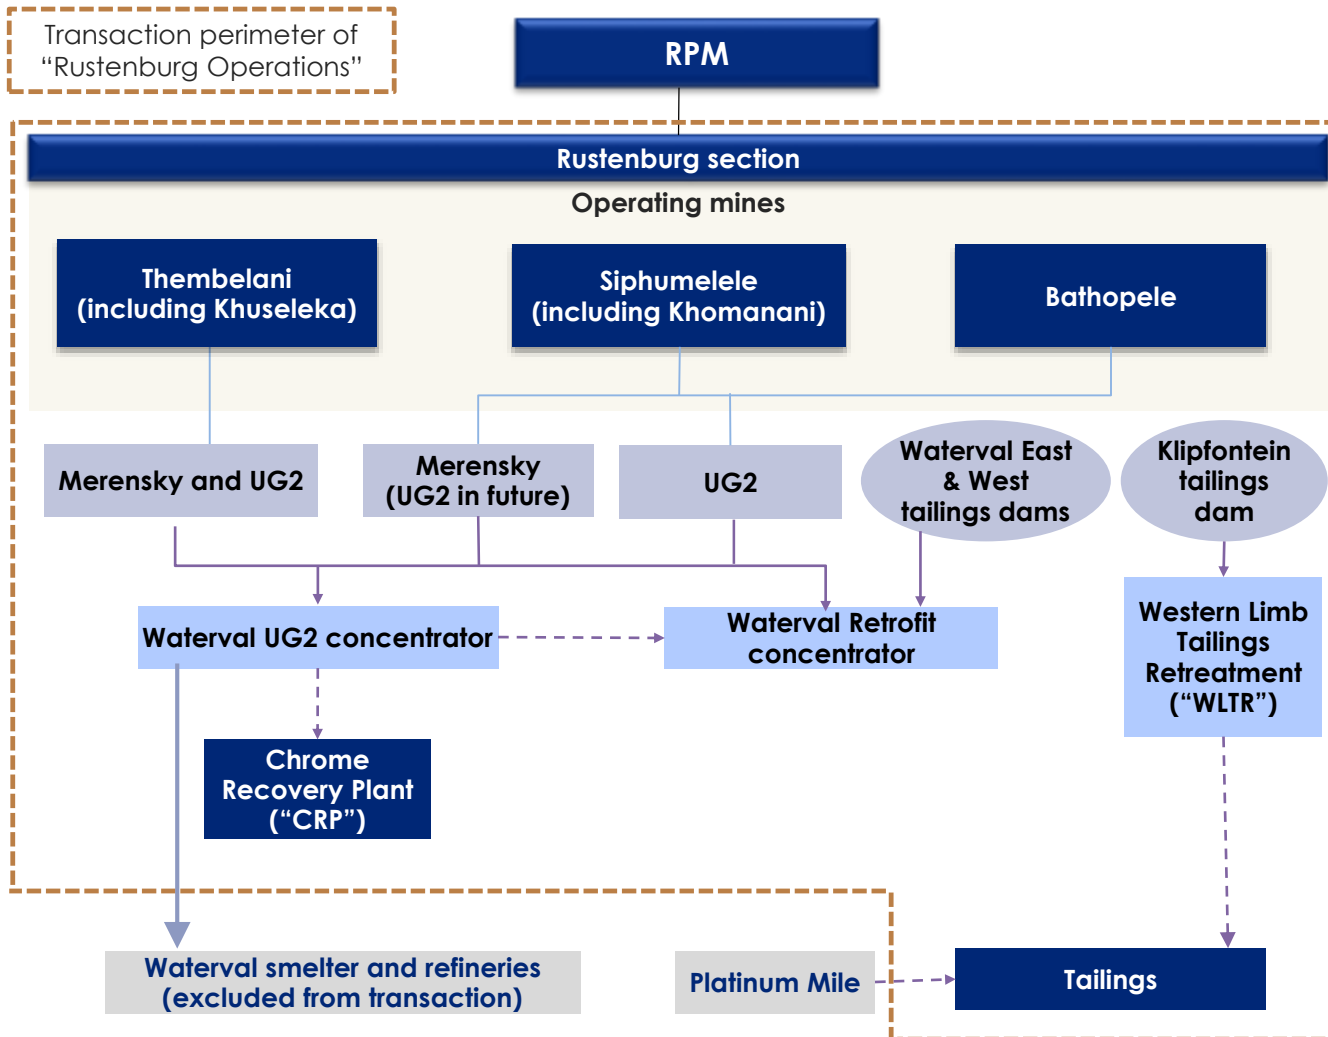 Transaction perimeter of
“Rustenburg Operations”
RPM
Rustenburg section
Operating mines
Thembelani
(including Khuseleka)
Siphumelele
(including Khomanani)
Bathopele
Merensky and UG2
Merensky
(UG2 in future)
UG2
Waterval East
& West
tailings dams
Klipfontein
tailings
dam
Waterval UG2 concentrator
Waterval Retrofit
concentrator
Western Limb
Tailings
Retreatment
(“WLTR”)
Chrome
Recovery Plant
(“CRP”)
Waterval smelter and refineries
(excluded from transaction)
Platinum Mile
Tailings